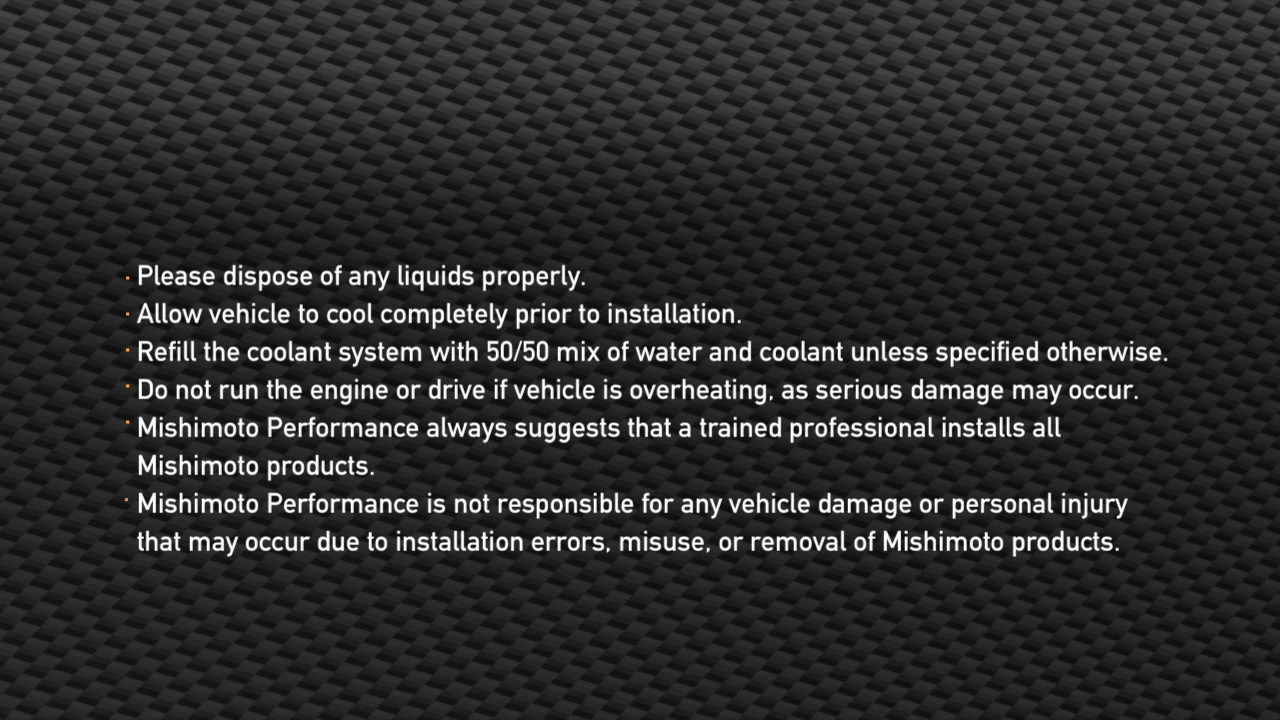 · Please dispose of any liquids properly.
· Allow vehicle to cool completely prior to installation.
· Refill the coolant system with 50/50 mix of water and coolant unless specified otherwise.
· Do not run the engine or drive if vehicle is overheating, as serious damage may occur.
· Mishimoto Performance always suggests that a trained professional installs all
Mishimoto products.
· Mishimoto Performance is not responsible for any vehicle damage or personal injury
that may occur due to installation errors, misuse, or removal of Mishimoto products.